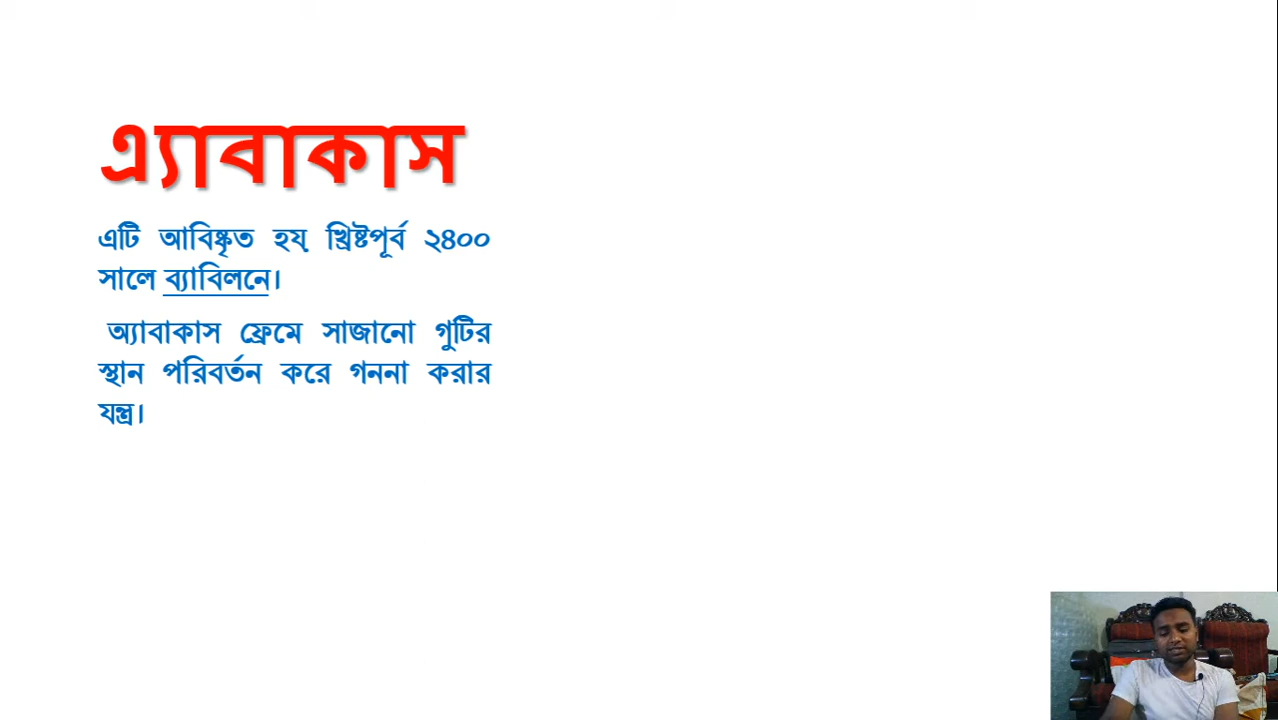 এ্যাবাকাস
এটি আবিষ্কৃত হয় খ্রিষ্টপূর্ব ২৪০০
সালে ব্যাবিলনে।
অ্যাবাকাস ফ্রেমে সাজানো গুটির
স্থান পরিবর্তন করে গননা করার
যন্ত্র।